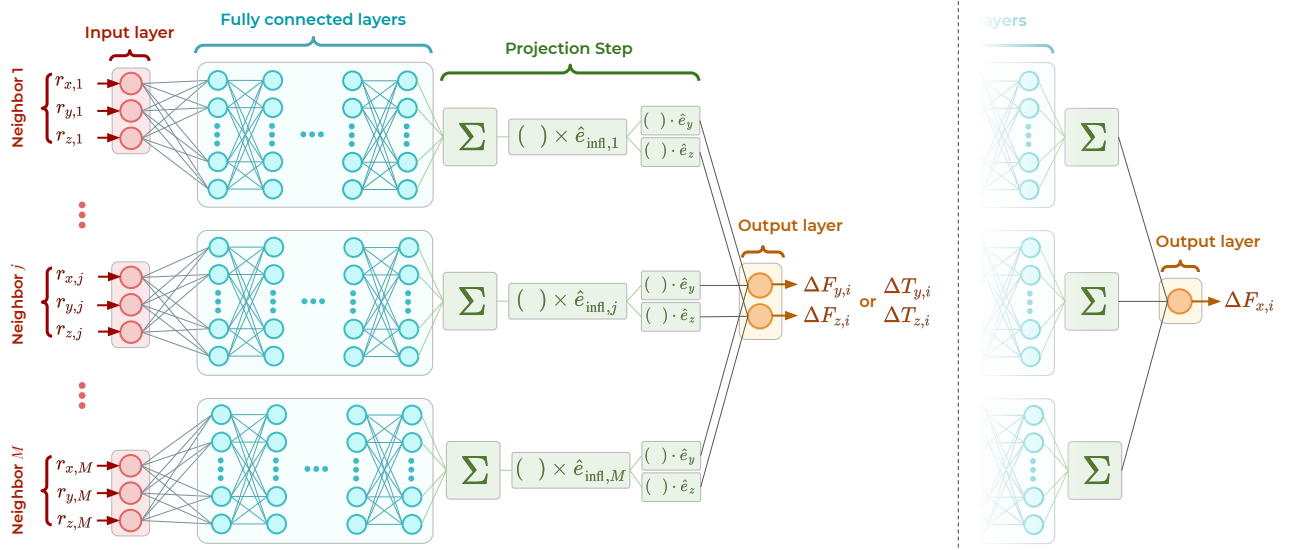 Fully connected layers
Input layer
Projection Step
Neighbor 1
r_{x,1}
r_{y,1}
r_{z,1}
Σ
( ) × ê_{infl,1}
( ) · ê_y
( ) · ê_z
Neighbor j
r_{x,j}
r_{y,j}
r_{z,j}
Σ
( ) × ê_{infl,j}
( ) · ê_y
( ) · ê_z
Neighbor M
r_{x,M}
r_{y,M}
r_{z,M}
Σ
( ) × ê_{infl,M}
( ) · ê_y
( ) · ê_z
Output layer
ΔF_{y,i} or ΔT_{y,i}
ΔF_{z,i} ΔT_{z,i}
ayers
Σ
Σ
Σ
Output layer
ΔF_{x,i}